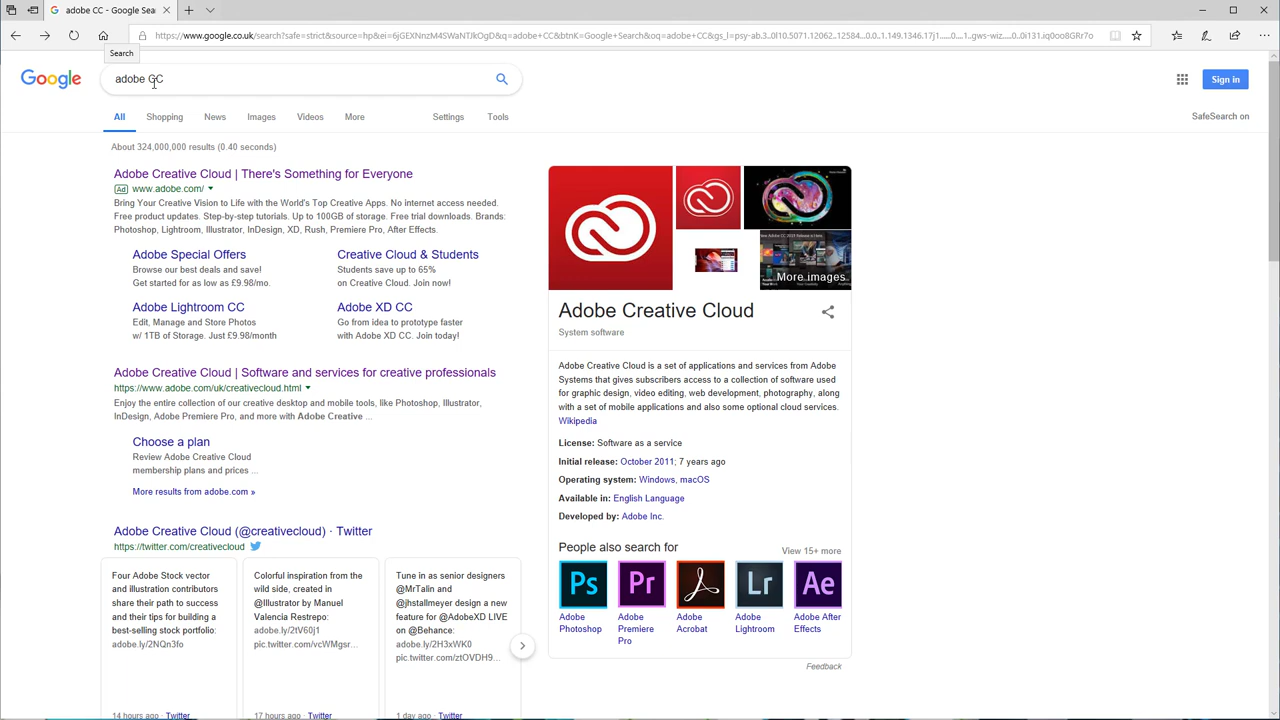 adobe CC - Google Sea
https://www.google.co.uk/search?safe=strict&source=hp&ei=6jGEXNnzM4SWaNTJkOgD&q=adobe+CC&btnK=Google+Search&oq=adobe+CC&gs_l=psy-ab.3..0l10.5071.12062..12584...0.0..1.149.1346.17j1......0....1..gws-wiz.....0..0i131.iq0oo8GRr7o
Search
Google
adobe CC
Sign in
All
Shopping
News
Images
Videos
More
Settings
Tools
SafeSearch on
About 324,000,000 results (0.40 seconds)
Adobe Creative Cloud | There's Something for Everyone
Ad www.adobe.com/
Bring Your Creative Vision to Life with the World's Top Creative Apps. No internet access needed.
Free product updates. Step-by-step tutorials. Up to 100GB of storage. Free trial downloads. Brands:
Photoshop, Lightroom, Illustrator, InDesign, XD, Rush, Premiere Pro, After Effects.
Adobe Special Offers
Browse our best deals and save!
Get started for as low as £9.98/mo.
Creative Cloud & Students
Students save up to 65%
on Creative Cloud. Join now!
Adobe Lightroom CC
Edit, Manage and Store Photos
w/ 1TB of Storage. Just £9.98/month
Adobe XD CC
Go from idea to prototype faster
with Adobe XD CC. Join today!
Adobe Creative Cloud | Software and services for creative professionals
https://www.adobe.com/uk/creativecloud.html
Enjoy the entire collection of our creative desktop and mobile tools, like Photoshop, Illustrator,
InDesign, Adobe Premiere Pro, and more with Adobe Creative ...
Choose a plan
Review Adobe Creative Cloud
membership plans and prices ...
More results from adobe.com »
Adobe Creative Cloud (@creativecloud) · Twitter
https://twitter.com/creativecloud
Four Adobe Stock vector
and illustration contributors
share their path to success
and their tips for building a
best-selling stock portfolio:
adobe.ly/2NQn3fo
14 hours ago · Twitter
Colorful inspiration from the
wild side, created in
@Illustrator by Manuel
Valencia Restrepo:
adobe.ly/2tV60j1
pic.twitter.com/vcWMgsr...
17 hours ago · Twitter
Tune in as senior designers
@MrTalin and
@jhstallmeyer design a new
feature for @AdobeXD LIVE
on @Behance:
adobe.ly/2H3xWK0
pic.twitter.com/ztOVDH9...
1 day ago · Twitter
More images
Adobe Creative Cloud
System software
Adobe Creative Cloud is a set of applications and services from Adobe
Systems that gives subscribers access to a collection of software used
for graphic design, video editing, web development, photography, along
with a set of mobile applications and also some optional cloud services.
Wikipedia
License: Software as a service
Initial release: October 2011; 7 years ago
Operating system: Windows, macOS
Available in: English Language
Developed by: Adobe Inc.
People also search for
View 15+ more
Ps
Pr
Lr
Ae
Adobe
Photoshop
Adobe
Premiere
Pro
Adobe
Acrobat
Adobe
Lightroom
Adobe After
Effects
Feedback